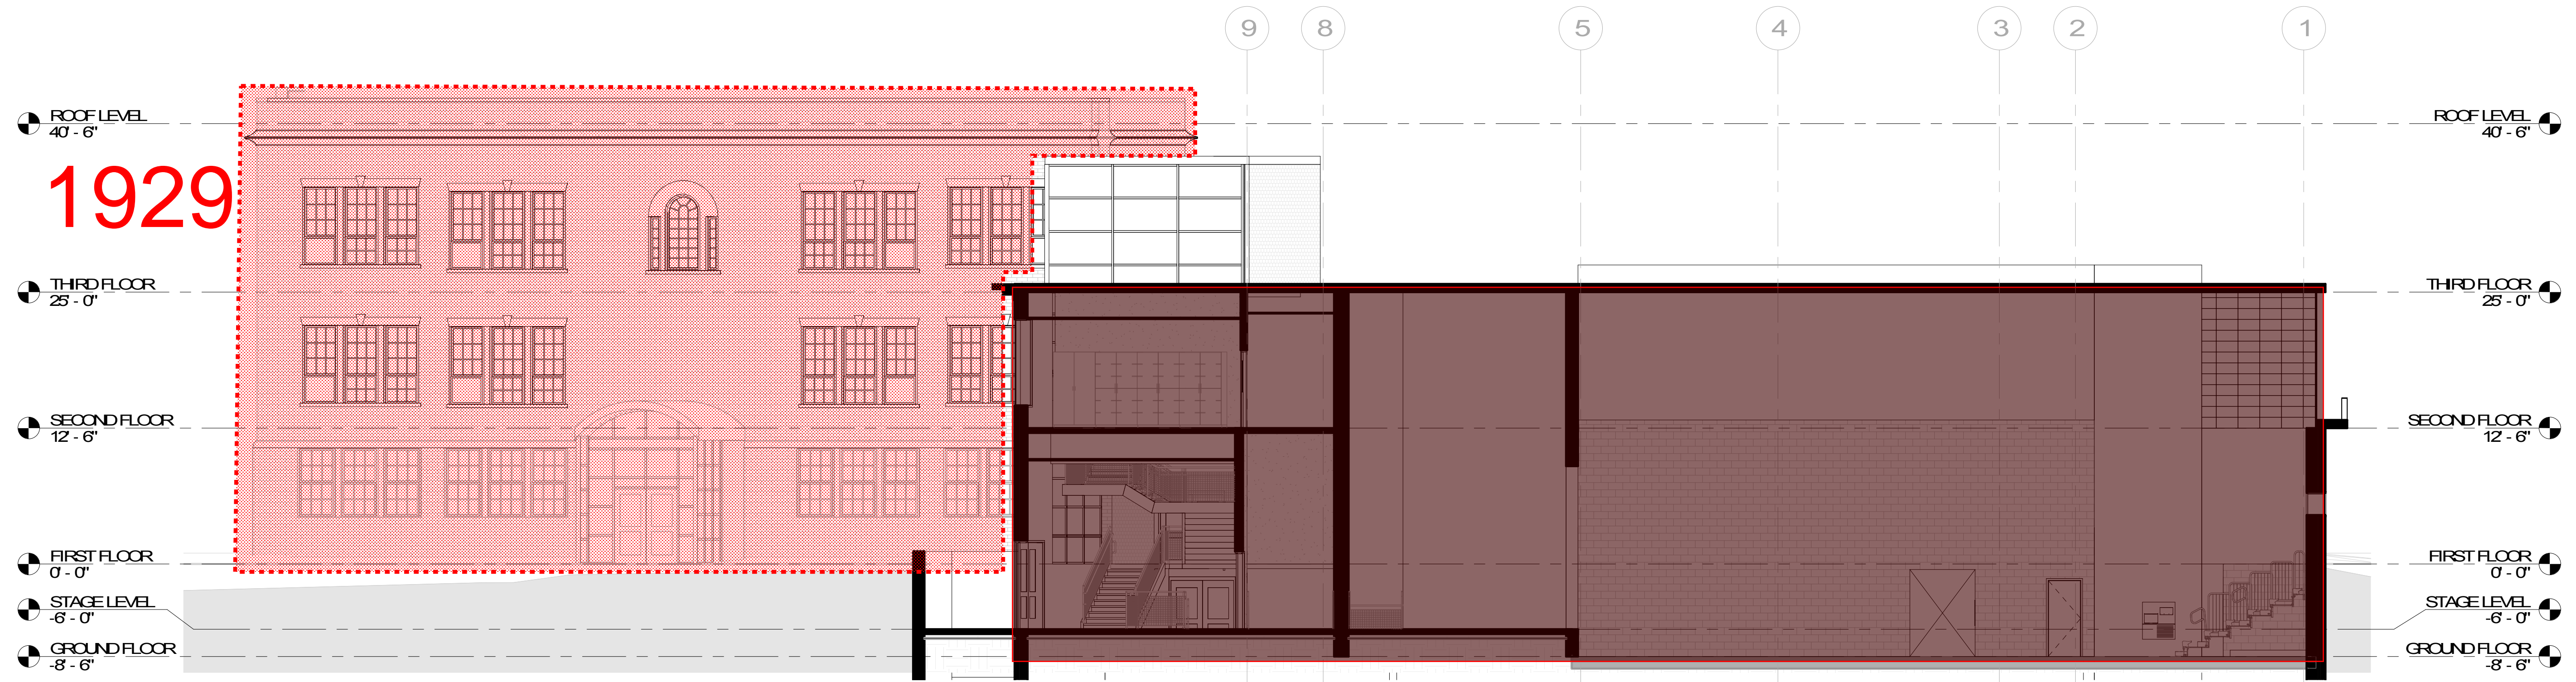 9 8 5 4 3 2 1
ROOF LEVEL
40' - 6"
ROOF LEVEL
40' - 6"
1929
THIRD FLOOR
25' - 0"
THIRD FLOOR
25' - 0"
SECOND FLOOR
12' - 6"
SECOND FLOOR
12' - 6"
FIRST FLOOR
0' - 0"
FIRST FLOOR
0' - 0"
STAGE LEVEL
-6' - 0"
STAGE LEVEL
-6' - 0"
GROUND FLOOR
-8' - 6"
GROUND FLOOR
-8' - 6"